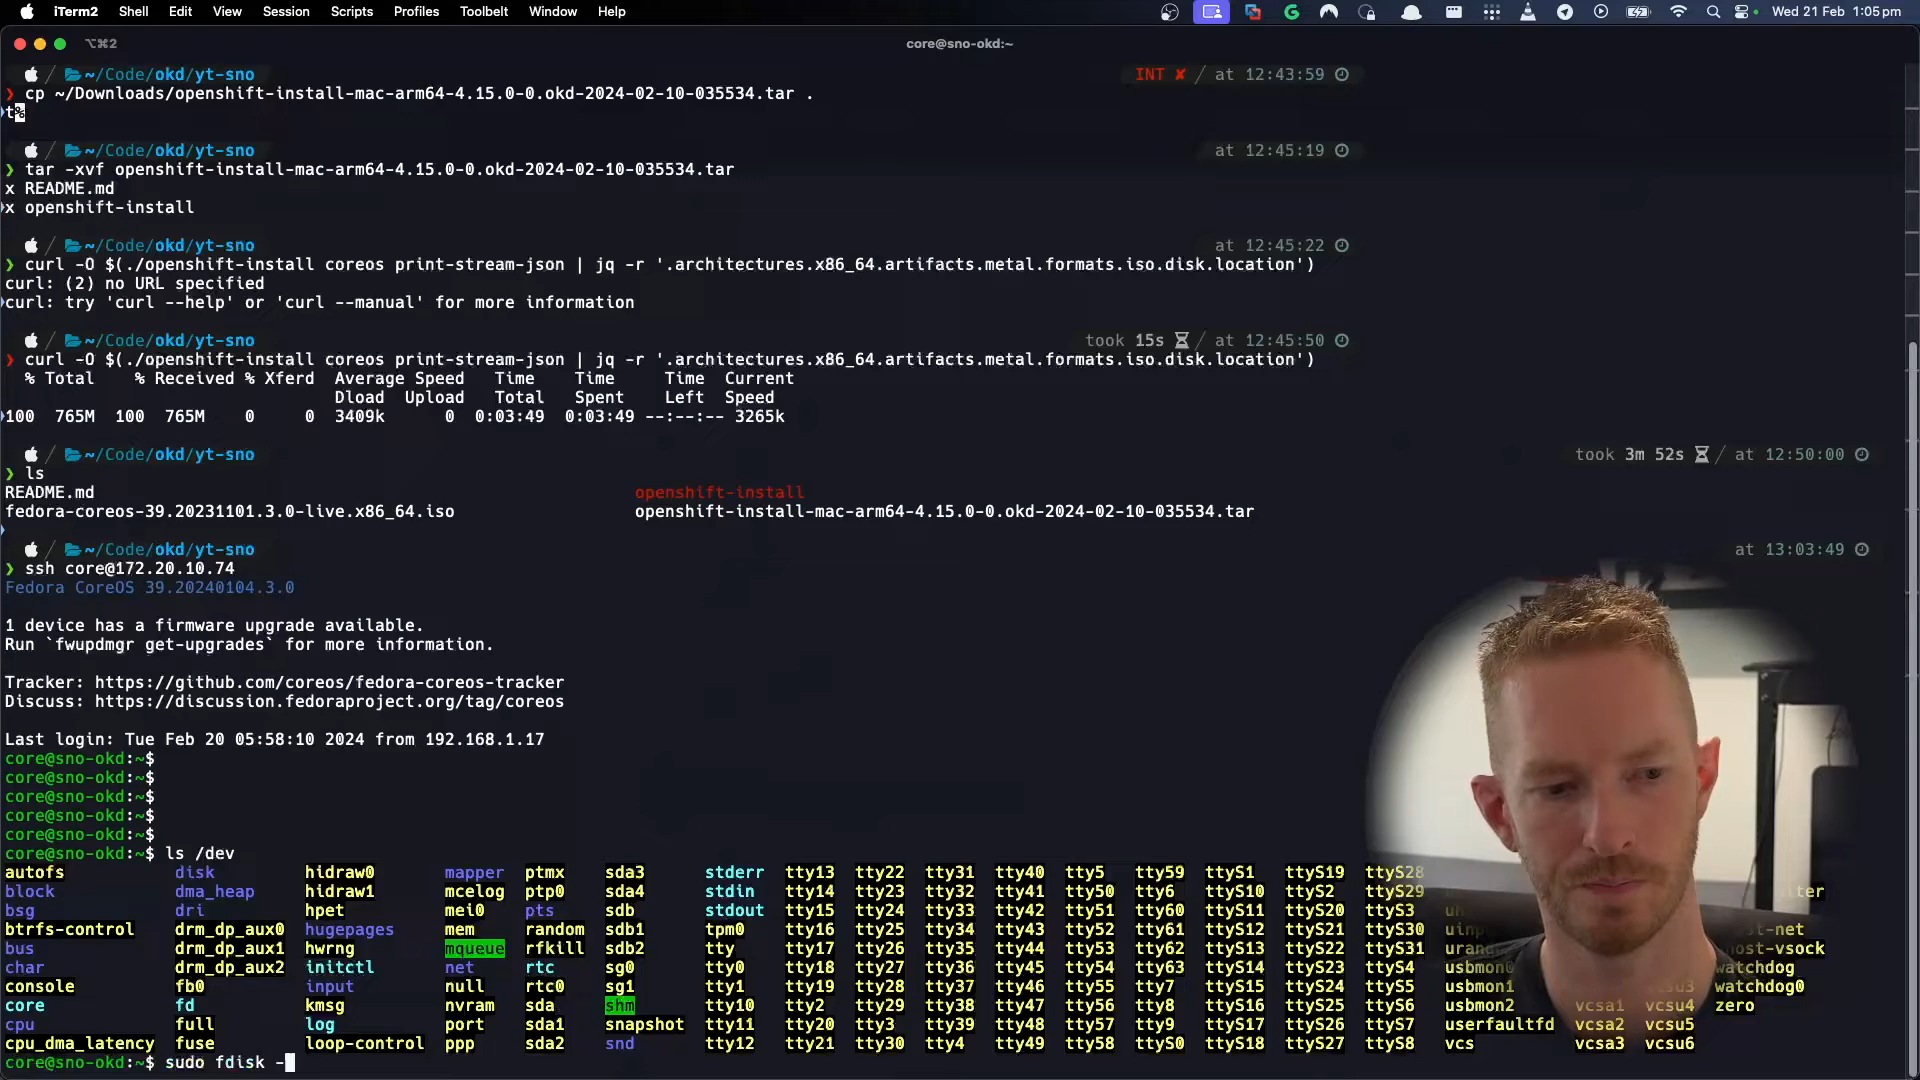 iTerm2 Shell Edit View Session Scripts Profiles Toolbelt Window Help Wed 21 Feb 1:05 pm
⌥⌘2 core@sno-okd:~
~/Code/okd/yt-sno INT ✘ / at 12:43:59
❯ cp ~/Downloads/openshift-install-mac-arm64-4.15.0-0.okd-2024-02-10-035534.tar .
t%
~/Code/okd/yt-sno at 12:45:19
❯ tar -xvf openshift-install-mac-arm64-4.15.0-0.okd-2024-02-10-035534.tar
x README.md
x openshift-install
~/Code/okd/yt-sno at 12:45:22
❯ curl -O $(./openshift-install coreos print-stream-json | jq -r '.architectures.x86_64.artifacts.metal.formats.iso.disk.location')
curl: (2) no URL specified
curl: try 'curl --help' or 'curl --manual' for more information
~/Code/okd/yt-sno took 15s / at 12:45:50
❯ curl -O $(./openshift-install coreos print-stream-json | jq -r '.architectures.x86_64.artifacts.metal.formats.iso.disk.location')
% Total % Received % Xferd Average Speed Time Time Time Current
Dload Upload Total Spent Left Speed
100 765M 100 765M 0 0 3409k 0 0:03:49 0:03:49 --:--:-- 3265k
~/Code/okd/yt-sno took 3m 52s / at 12:50:00
❯ ls
README.md openshift-install
fedora-coreos-39.20231101.3.0-live.x86_64.iso openshift-install-mac-arm64-4.15.0-0.okd-2024-02-10-035534.tar
~/Code/okd/yt-sno at 13:03:49
❯ ssh core@172.20.10.74
Fedora CoreOS 39.20240104.3.0
1 device has a firmware upgrade available.
Run `fwupdmgr get-upgrades` for more information.
Tracker: https://github.com/coreos/fedora-coreos-tracker
Discuss: https://discussion.fedoraproject.org/tag/coreos
Last login: Tue Feb 20 05:58:10 2024 from 192.168.1.17
core@sno-okd:~$
core@sno-okd:~$
core@sno-okd:~$
core@sno-okd:~$
core@sno-okd:~$
core@sno-okd:~$ ls /dev
autofs disk hidraw0 mapper ptmx sda3 stderr tty13 tty22 tty31 tty40 tty5 tty59 ttyS1 ttyS19 ttyS28
block dma_heap hidraw1 mcelog ptp0 sda4 stdin tty14 tty23 tty32 tty41 tty50 tty6 ttyS10 ttyS2 ttyS29
bsg dri hpet mei0 pts sdb stdout tty15 tty24 tty33 tty42 tty51 tty60 ttyS11 ttyS20 ttyS3
btrfs-control drm_dp_aux0 hugepages mem random sdb1 tpm0 tty16 tty25 tty34 tty43 tty52 tty61 ttyS12 ttyS21 ttyS30
bus drm_dp_aux1 hwrng mqueue rfkill sdb2 tty tty17 tty26 tty35 tty44 tty53 tty62 ttyS13 ttyS22 ttyS31
char drm_dp_aux2 initctl net rtc sg0 tty0 tty18 tty27 tty36 tty45 tty54 tty63 ttyS14 ttyS23 ttyS4 usbmon0 watchdog
console fb0 input null rtc0 sg1 tty1 tty19 tty28 tty37 tty46 tty55 tty7 ttyS15 ttyS24 ttyS5 usbmon1 vcsu3 watchdog0
core fd kmsg nvram sda shm tty10 tty2 tty29 tty38 tty47 tty56 tty8 ttyS16 ttyS25 ttyS6 usbmon2 vcsa1 vcsu4 zero
cpu full log port sda1 snapshot tty11 tty20 tty3 tty39 tty48 tty57 tty9 ttyS17 ttyS26 ttyS7 userfaultfd vcsa2 vcsu5
cpu_dma_latency fuse loop-control ppp sda2 snd tty12 tty21 tty30 tty4 tty49 tty58 ttyS0 ttyS18 ttyS27 ttyS8 vcs vcsa3 vcsu6
core@sno-okd:~$ sudo fdisk -